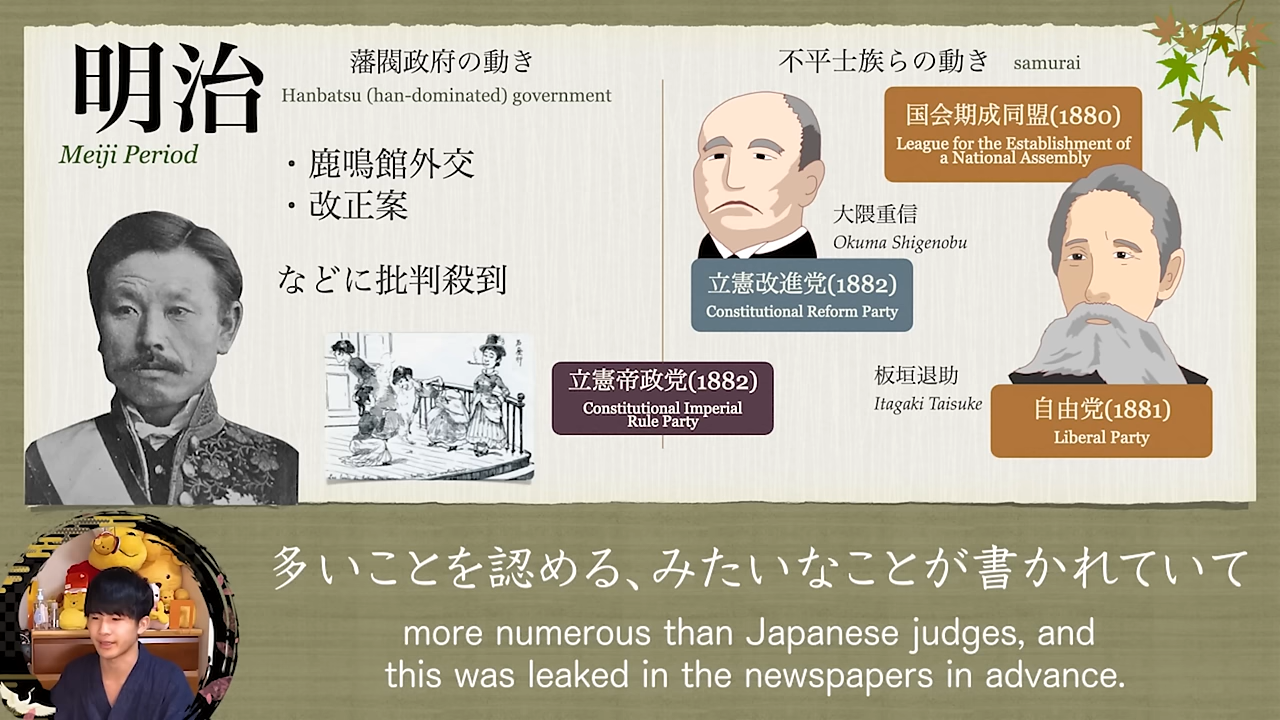 明治
Meiji Period
藩閥政府の動き
Hanbatsu (han-dominated) government
・鹿鳴館外交
・改正案
などに批判殺到
不平士族らの動き samurai
国会期成同盟(1880)
League for the Establishment of
a National Assembly
大隈重信
Okuma Shigenobu
立憲改進党(1882)
Constitutional Reform Party
立憲帝政党(1882)
Constitutional Imperial
Rule Party
板垣退助
Itagaki Taisuke
自由党(1881)
Liberal Party
多いことを認める、みたいなことが書かれていて
more numerous than Japanese judges, and
this was leaked in the newspapers in advance.